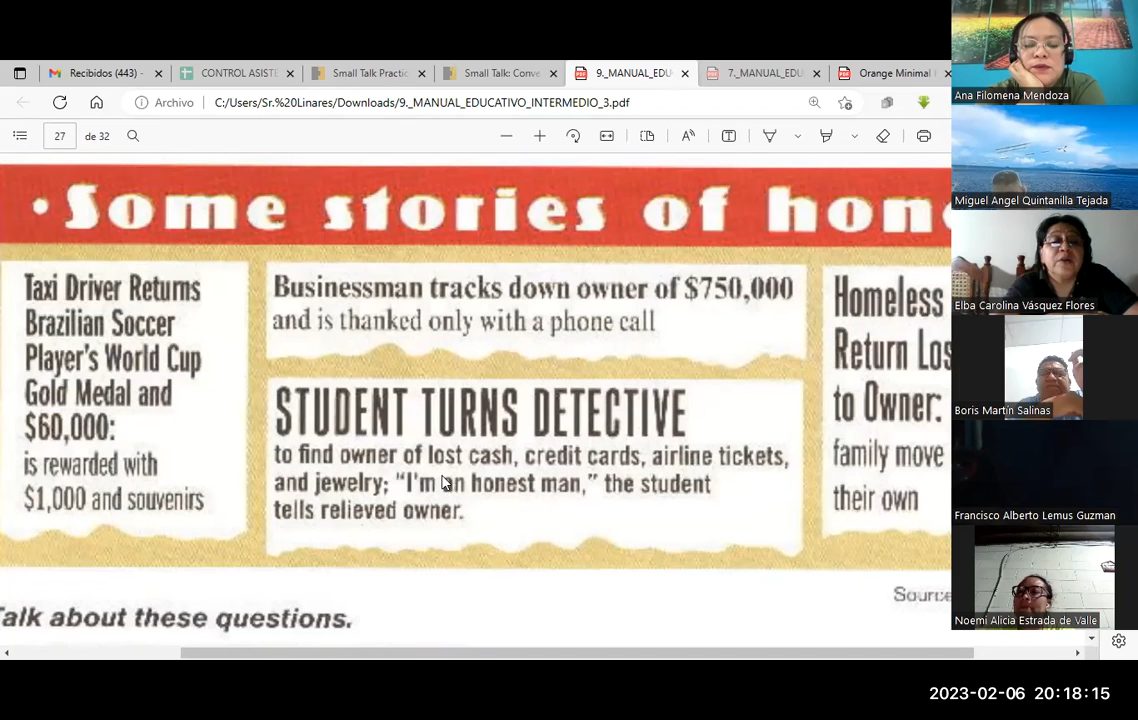 Recibidos (443) -
CONTROL ASIST
Small Talk Practic
Small Talk: Conve
9._MANUAL_EDU
7._MANUAL_EDU
Orange Minimal
Archivo
C:/Users/Sr.%20Linares/Downloads/9._MANUAL_EDUCATIVO_INTERMEDIO_3.pdf
27 de 32
• Some stories of hon
Taxi Driver Returns
Brazilian Soccer
Player's World Cup
Gold Medal and
$60,000:
is rewarded with
$1,000 and souvenirs
Businessman tracks down owner of $750,000
and is thanked only with a phone call
STUDENT TURNS DETECTIVE
to find owner of lost cash, credit cards, airline tickets,
and jewelry; "I'm an honest man," the student
tells relieved owner.
Homeless
Return Los
to Owner:
family move
their own
Source
Talk about these questions.
Ana Filomena Mendoza
Miguel Angel Quintanilla Tejada
Elba Carolina Vásquez Flores
Boris Martin Salinas
Francisco Alberto Lemus Guzman
Noemi Alicia Estrada de Valle
2023-02-06 20:18:15